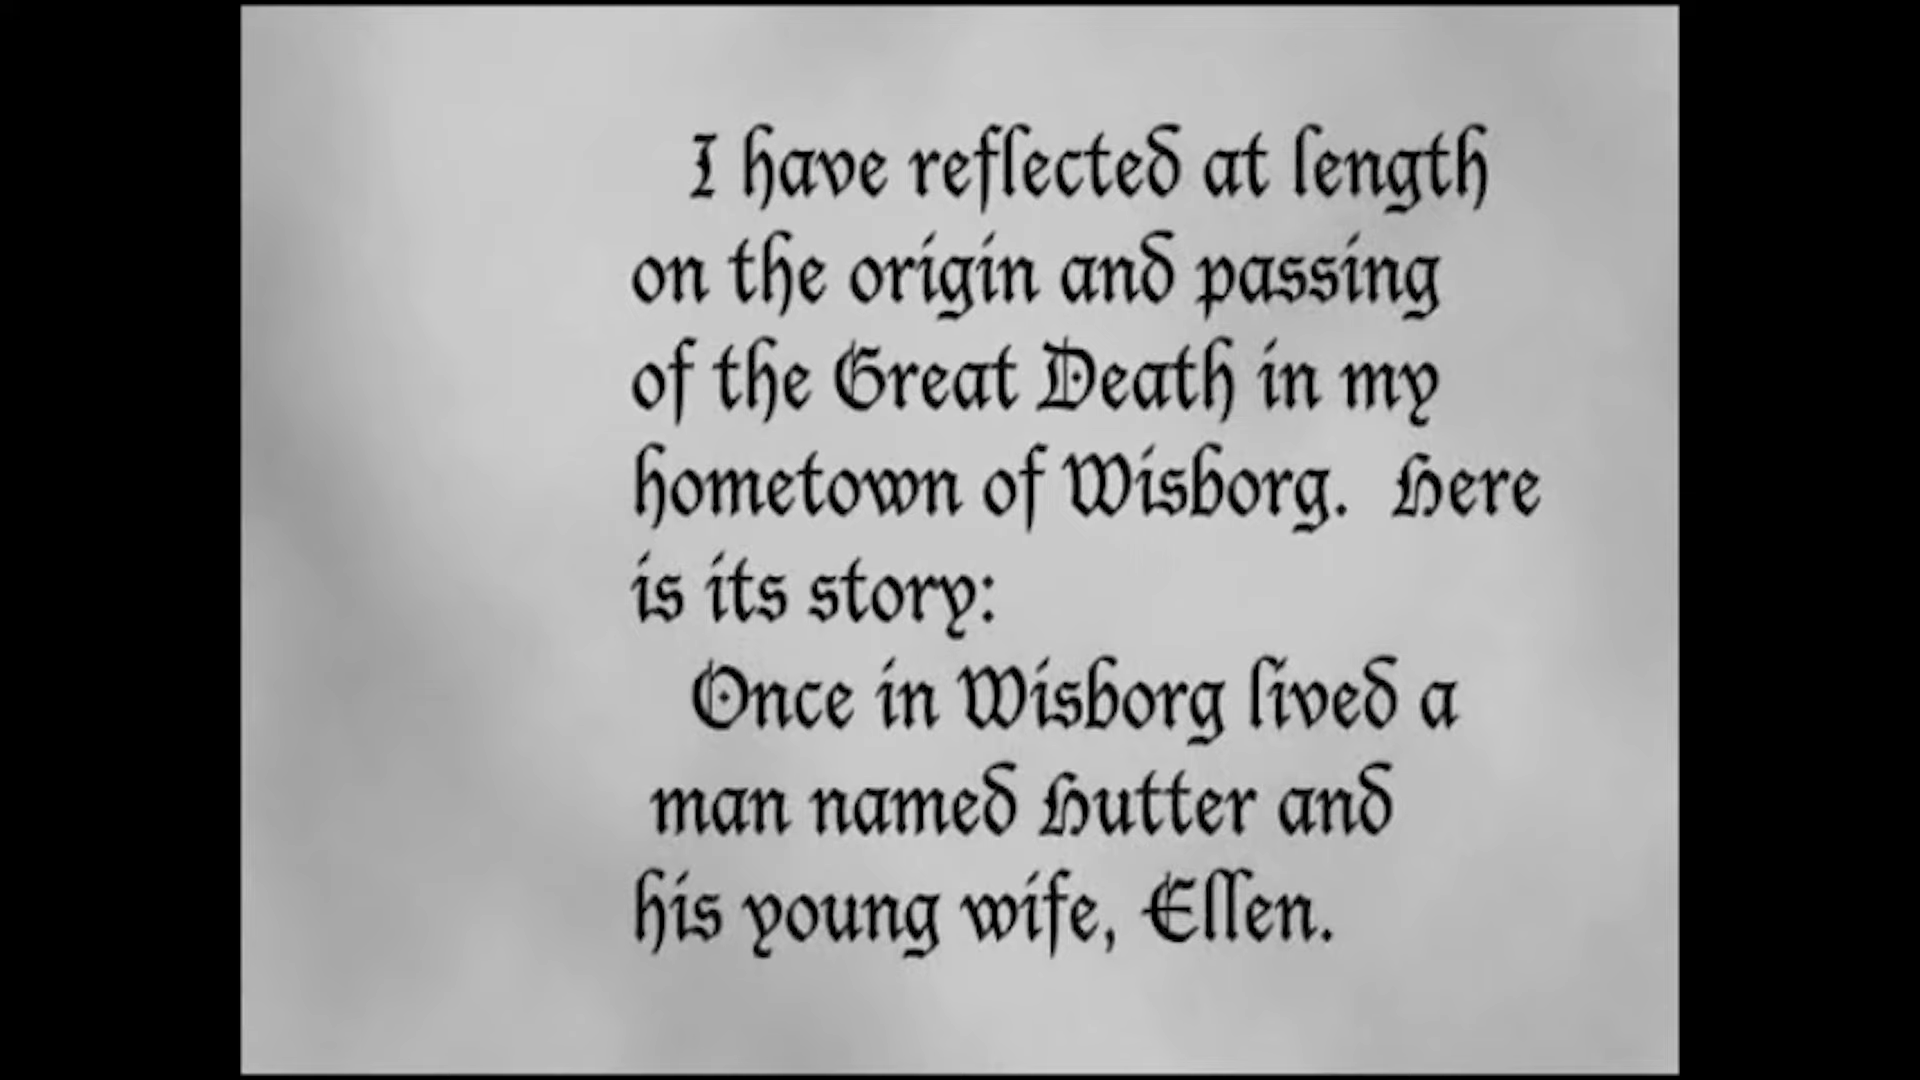 I have reflected at length
on the origin and passing
of the Great Death in my
hometown of Wisborg. Here
is its story:
Once in Wisborg lived a
man named Hutter and
his young wife, Ellen.